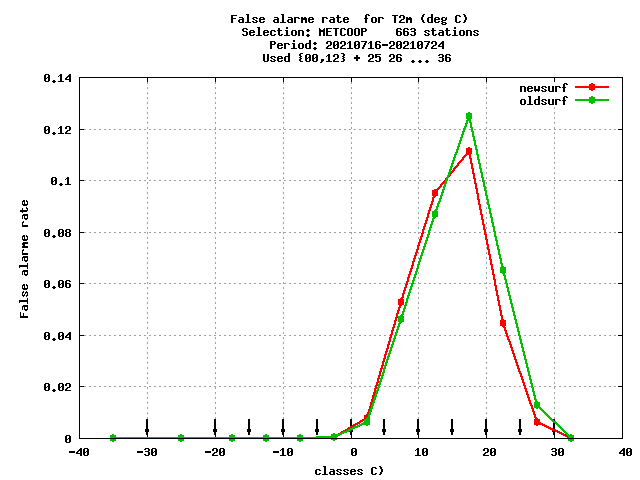 False alarme rate  for T2m (deg C)
Selection: METCOOP    663 stations
Period: 20210716-20210724
Used {00,12} + 25 26 ... 36
newsurf
oldsurf
0.14
0.12
0.1
0.08
0.06
0.04
0.02
0
False alarme rate
-40 -30 -20 -10 0 10 20 30 40
classes C)